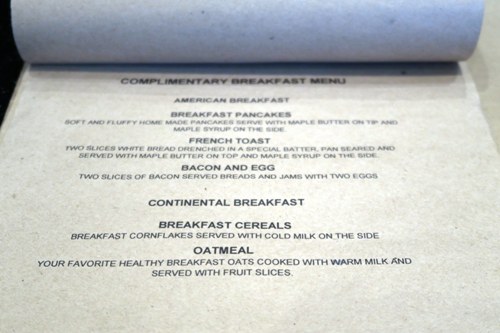 COMPLIMENTARY BREAKFAST MENU
AMERICAN BREAKFAST
BREAKFAST PANCAKES
SOFT AND FLUFFY HOME MADE PANCAKES SERVE WITH MAPLE BUTTER ON TIP AND
MAPLE SYRUP ON THE SIDE.
FRENCH TOAST
TWO SLICES WHITE BREAD DRENCHED IN A SPECIAL BATTER, PAN SEARED AND
SERVED WITH MAPLE BUTTER ON TOP AND MAPLE SYRUP ON THE SIDE.
BACON AND EGG
TWO SLICES OF BACON SERVED BREADS AND JAMS WITH TWO EGGS
CONTINENTAL BREAKFAST
BREAKFAST CEREALS
BREAKFAST CORNFLAKES SERVED WITH COLD MILK ON THE SIDE
OATMEAL
YOUR FAVORITE HEALTHY BREAKFAST OATS COOKED WITH WARM MILK AND
SERVED WITH FRUIT SLICES.